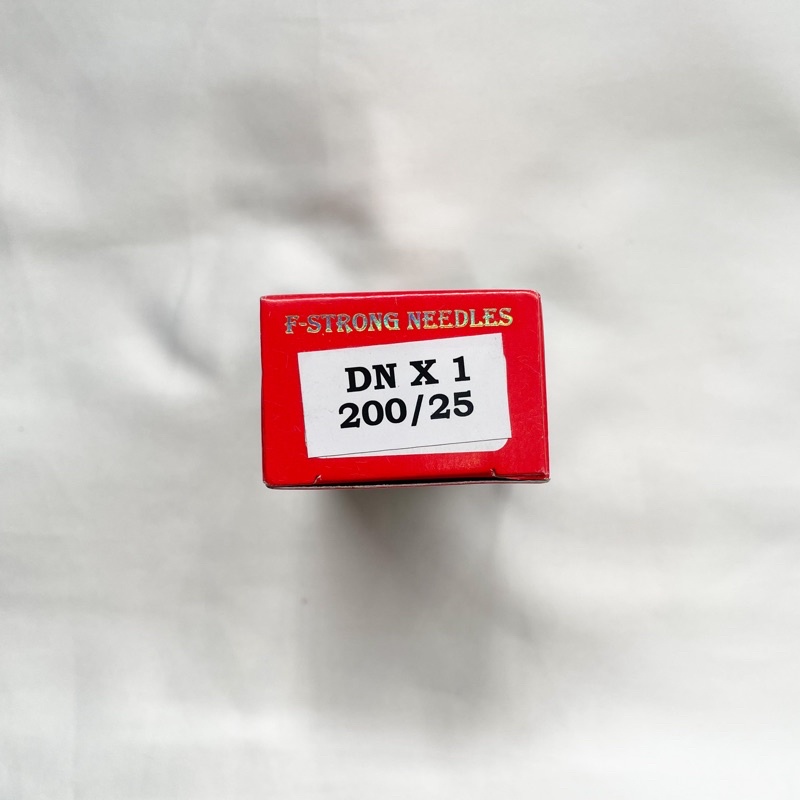 F-STRONG NEEDLES
DN X 1
200/25